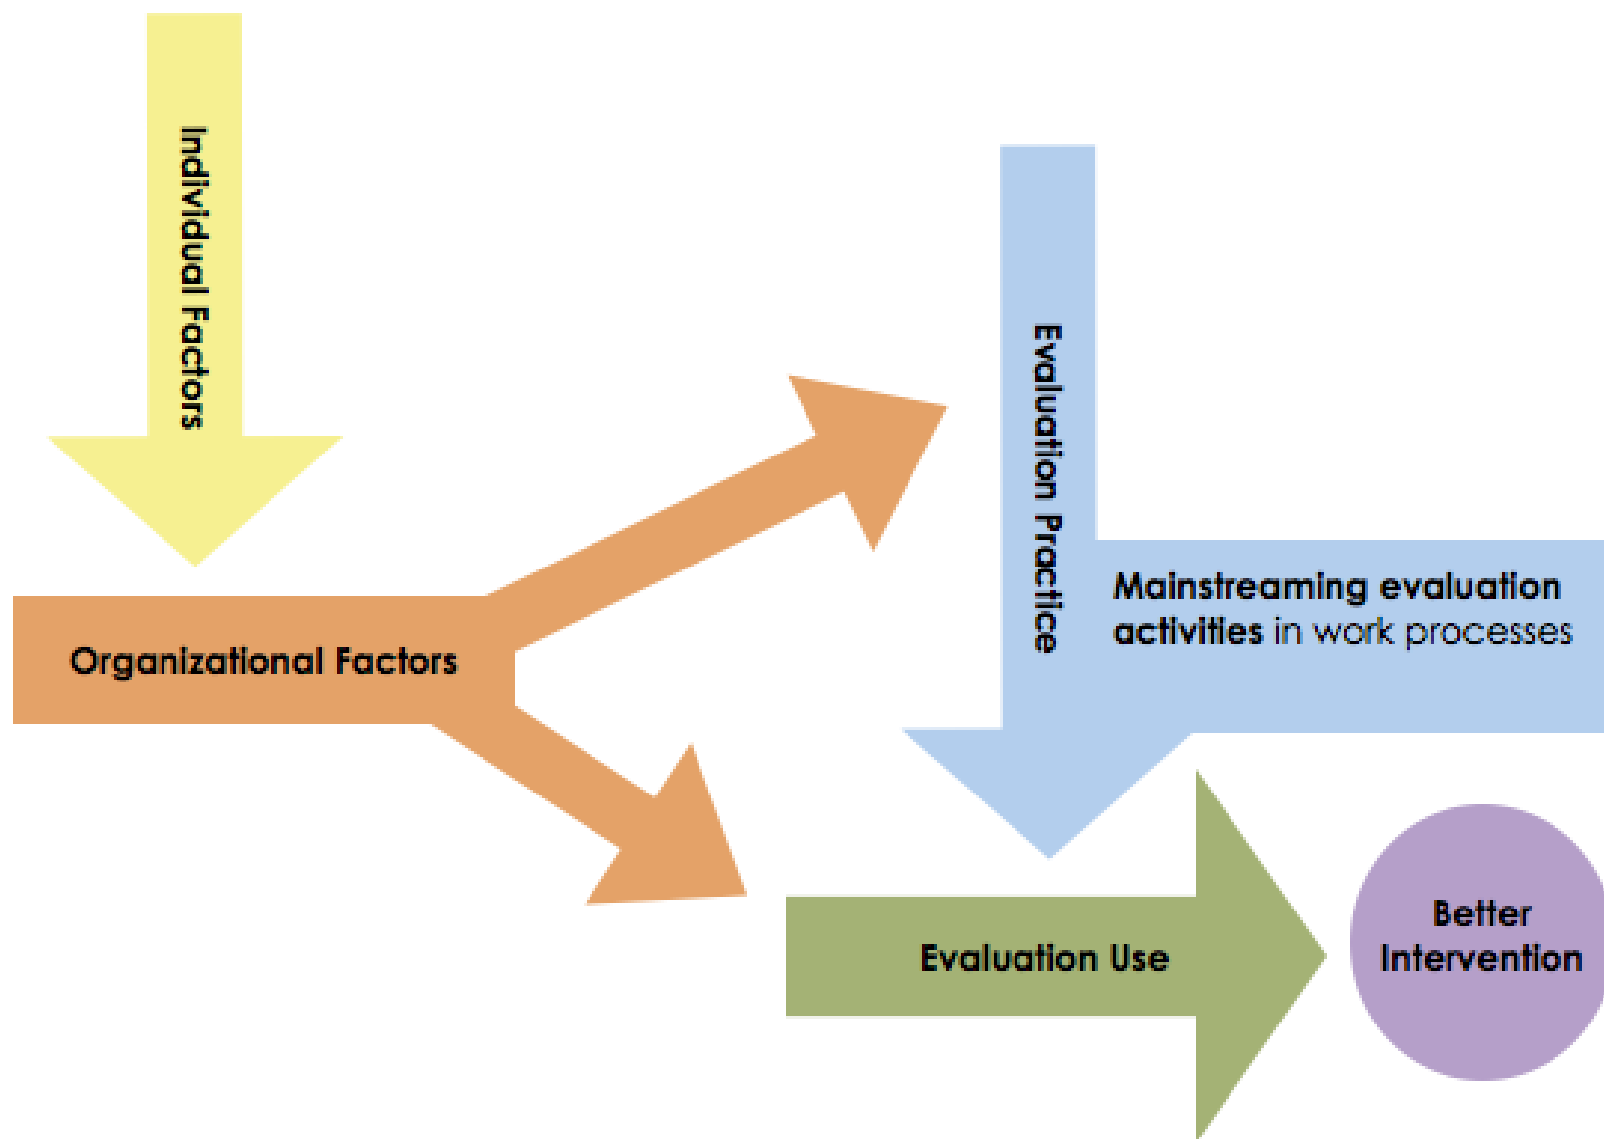 Individual Factors
Evaluation Practice
Mainstreaming evaluation
activities in work processes
Organizational Factors
Evaluation Use
Better
Intervention